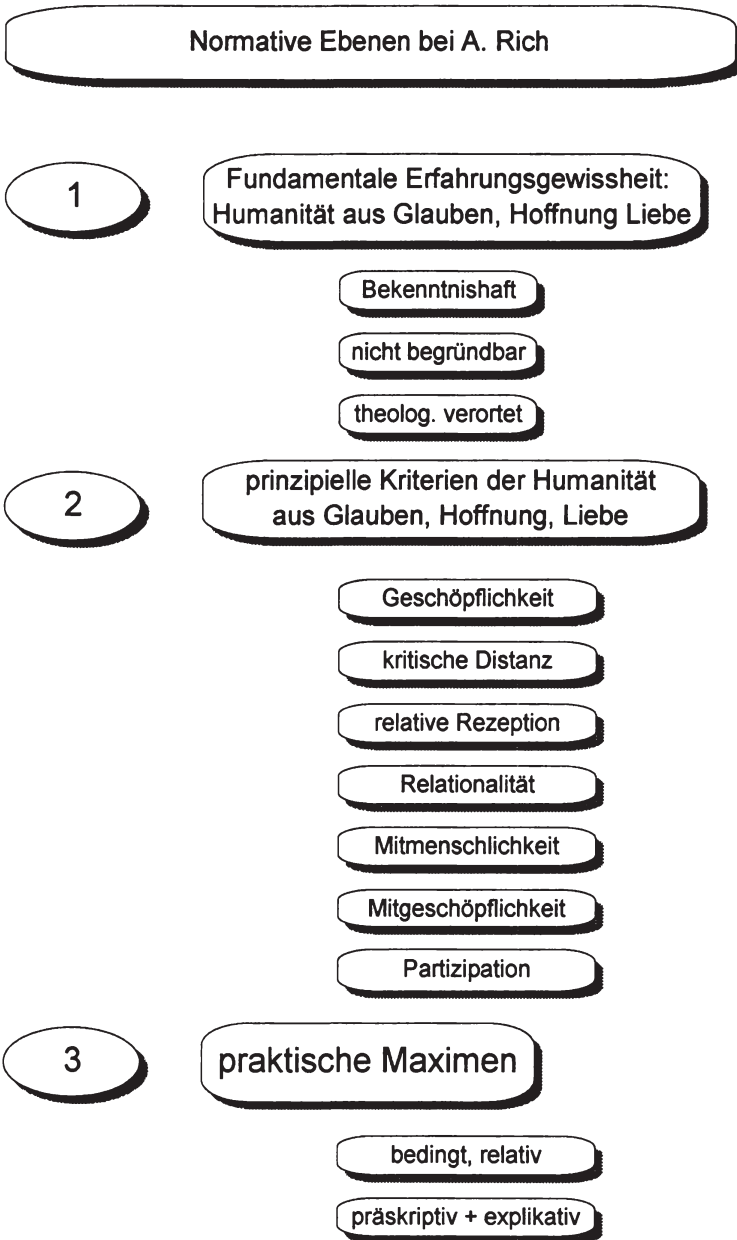 Normative Ebenen bei A. Rich
1
Fundamentale Erfahrungsgewissheit:
Humanität aus Glauben, Hoffnung Liebe
Bekenntnishaft
nicht begründbar
theolog. verortet
2
prinzipielle Kriterien der Humanität
aus Glauben, Hoffnung, Liebe
Geschöpflichkeit
kritische Distanz
relative Rezeption
Relationalität
Mitmenschlichkeit
Mitgeschöpflichkeit
Partizipation
3
praktische Maximen
bedingt, relativ
präskriptiv + explikativ